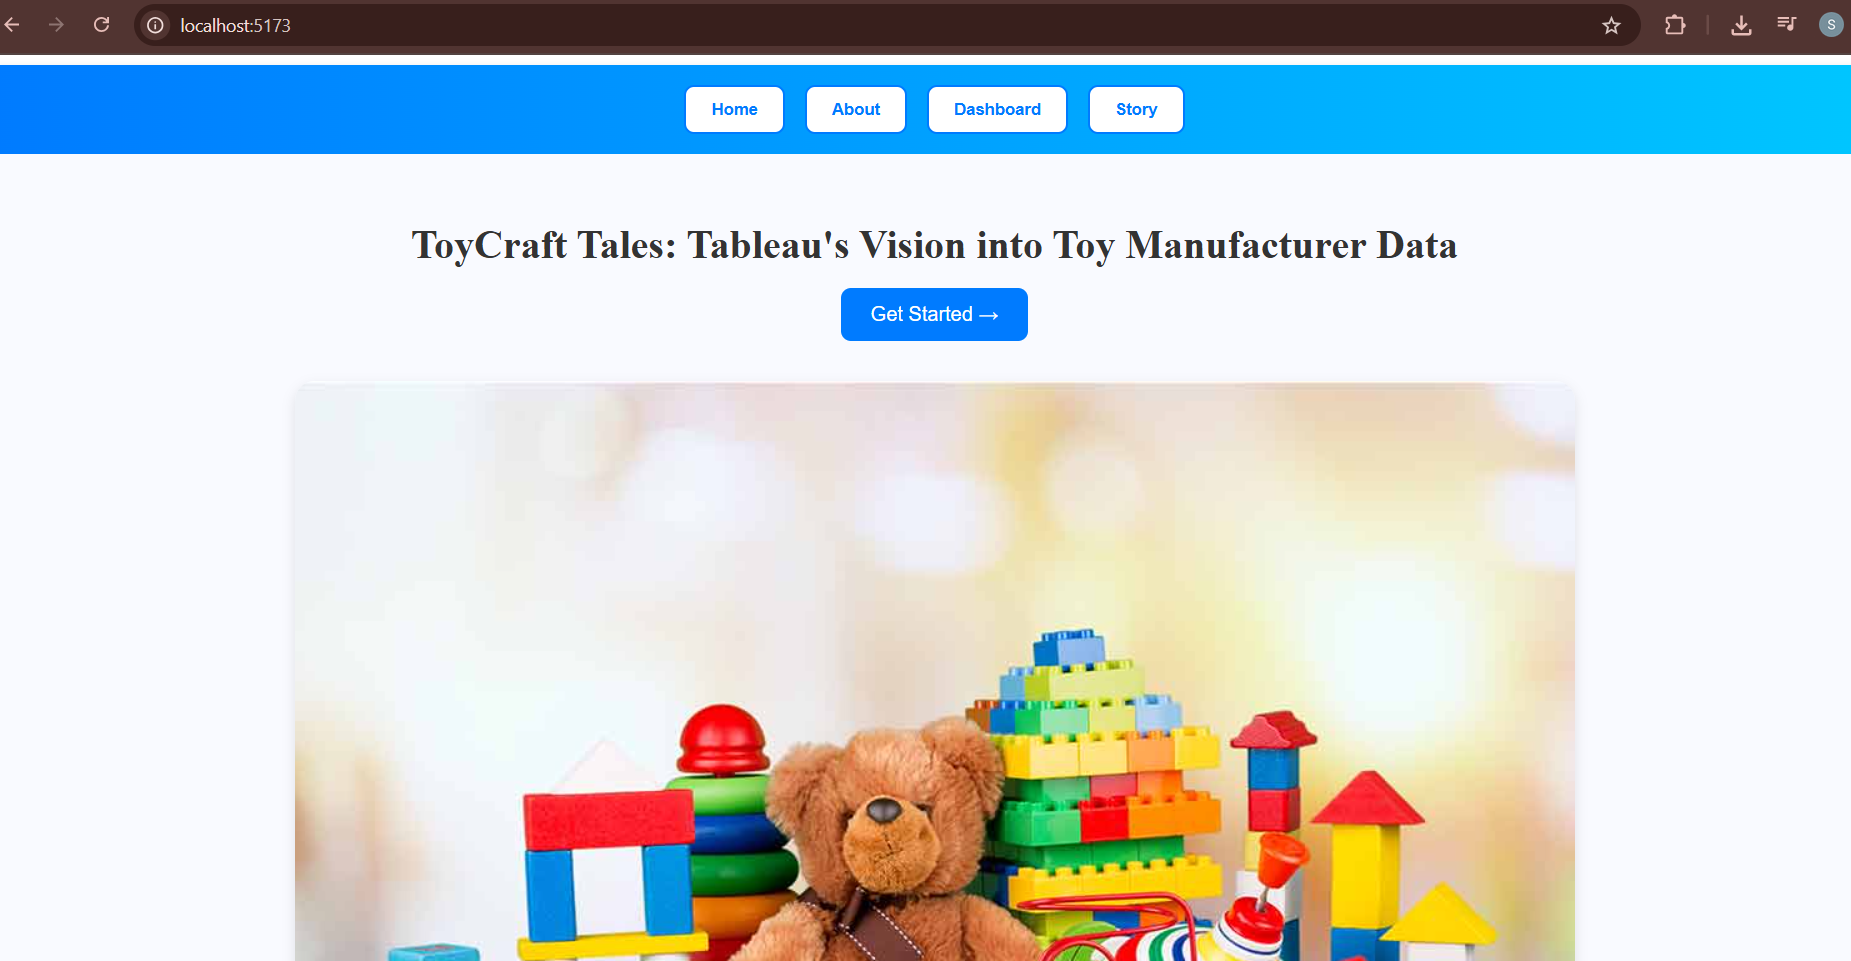 localhost:5173
S
Home About Dashboard Story
ToyCraft Tales: Tableau's Vision into Toy Manufacturer Data
Get Started →